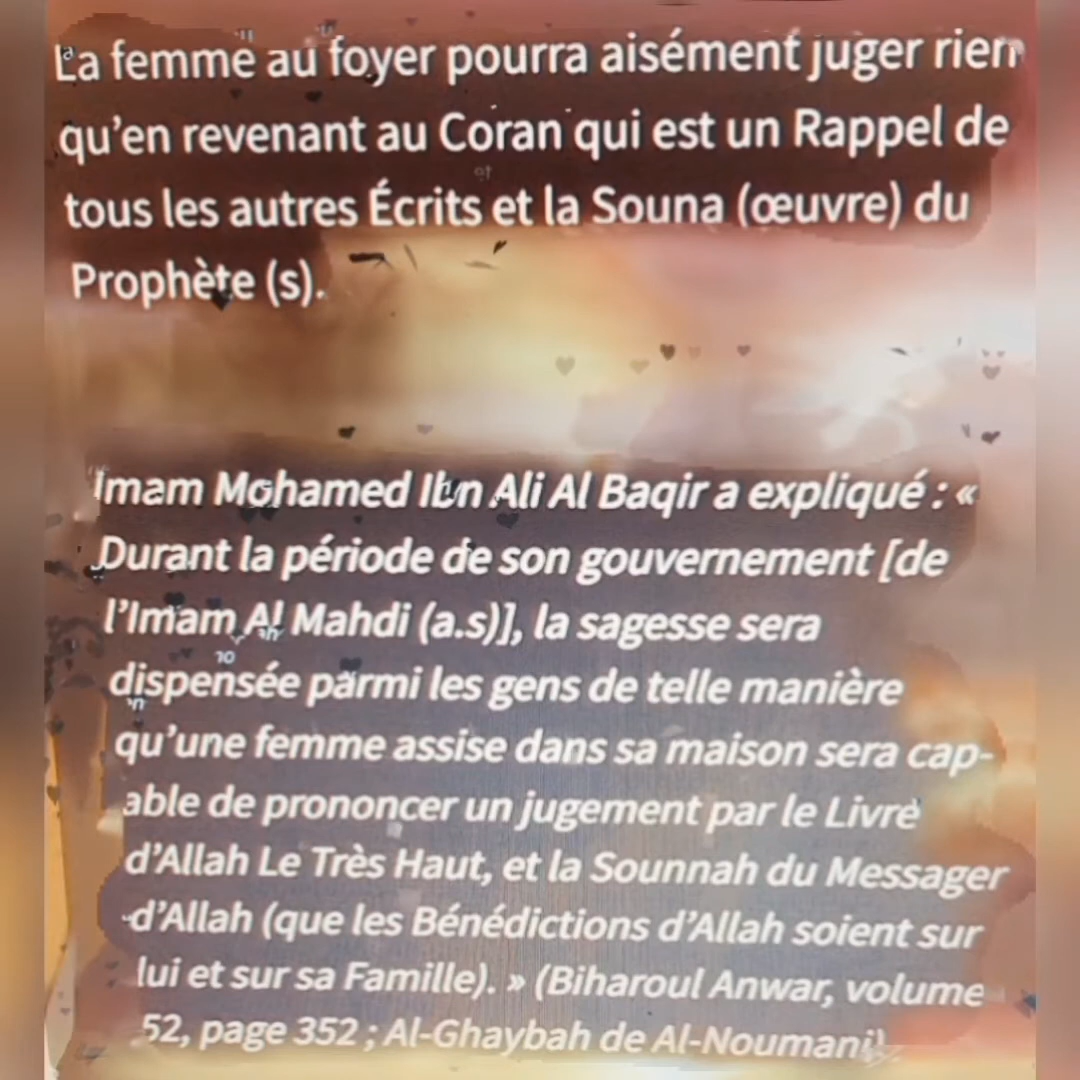 La femme au foyer pourra aisément juger rien
qu'en revenant au Coran qui est un Rappel de
tous les autres Écrits et la Souna (œuvre) du
Prophète (s).
Imam Mohamed Ibn Ali Al Baqir a expliqué : «
Durant la période de son gouvernement [de
l'Imam Al Mahdi (a.s)], la sagesse sera
dispensée parmi les gens de telle manière
qu'une femme assise dans sa maison sera cap-
able de prononcer un jugement par le Livre
d'Allah Le Très Haut, et la Sounnah du Messager
d'Allah (que les Bénédictions d'Allah soient sur
lui et sur sa Famille). » (Biharoul Anwar, volume
52, page 352 ; Al-Ghaybah de Al-Noumani).